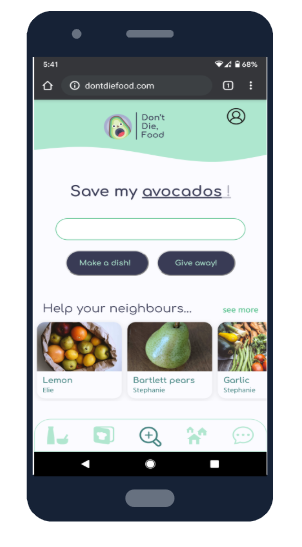 5:41 68%
dontdiefood.com 1
Don't
Die,
Food
Save my avocados !
Make a dish! Give away!
Help your neighbours... see more
Lemon Bartlett pears Garlic
Elie Stephanie Stephanie